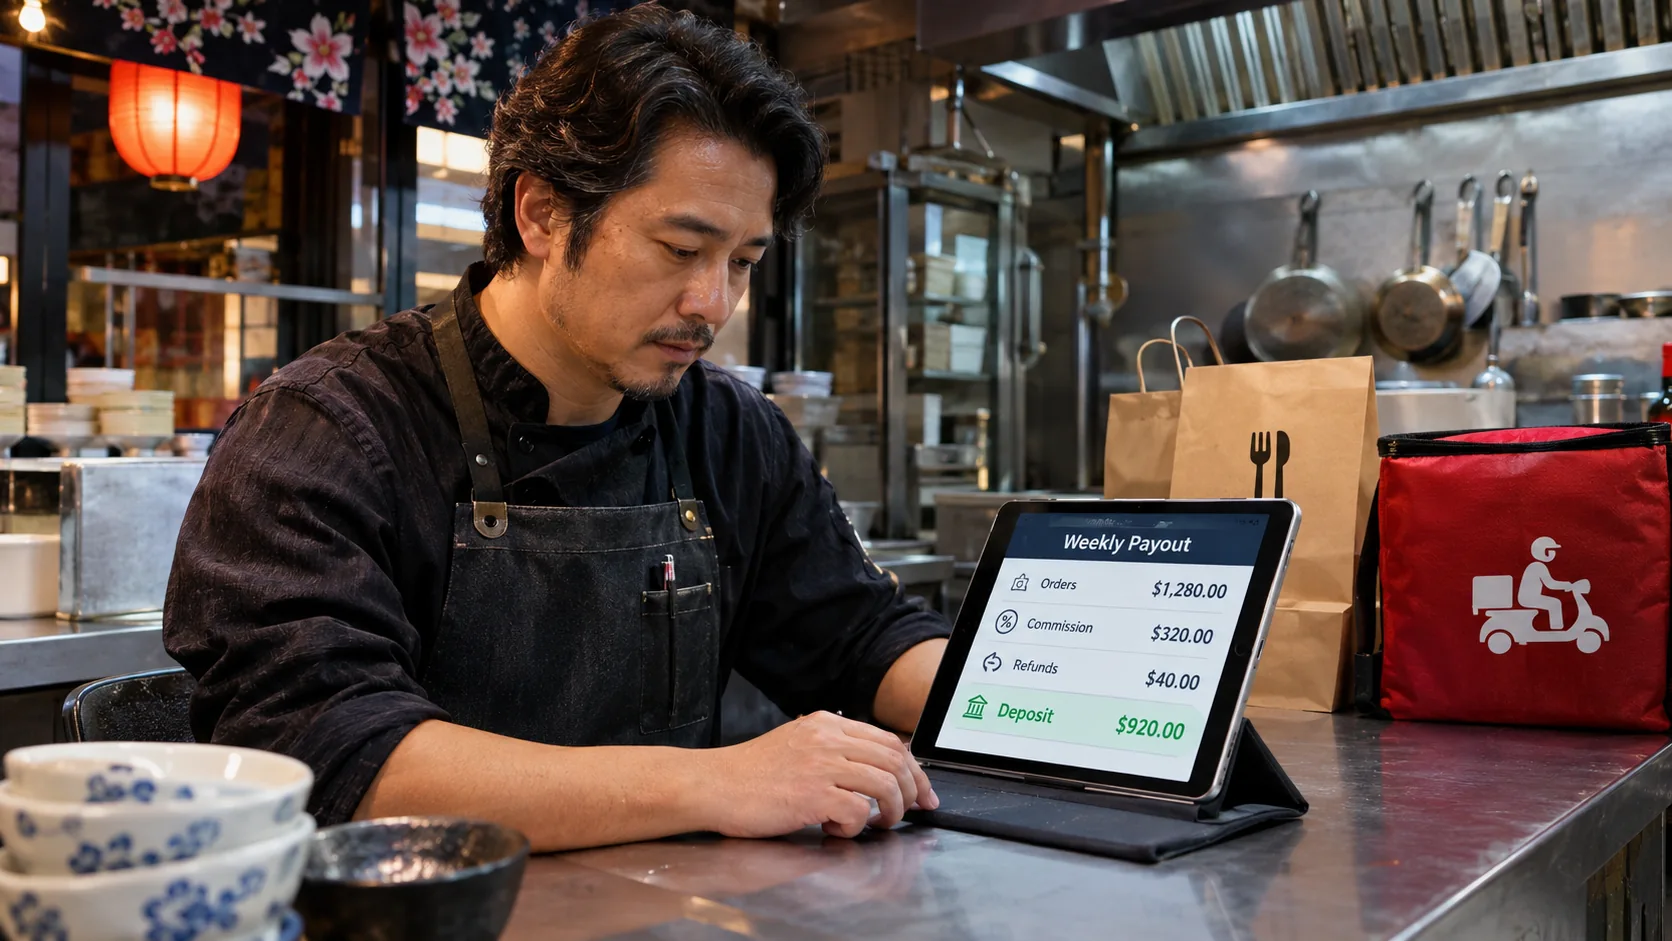 Weekly Payout
Orders $1,280.00
Commission $320.00
Refunds $40.00
Deposit $920.00